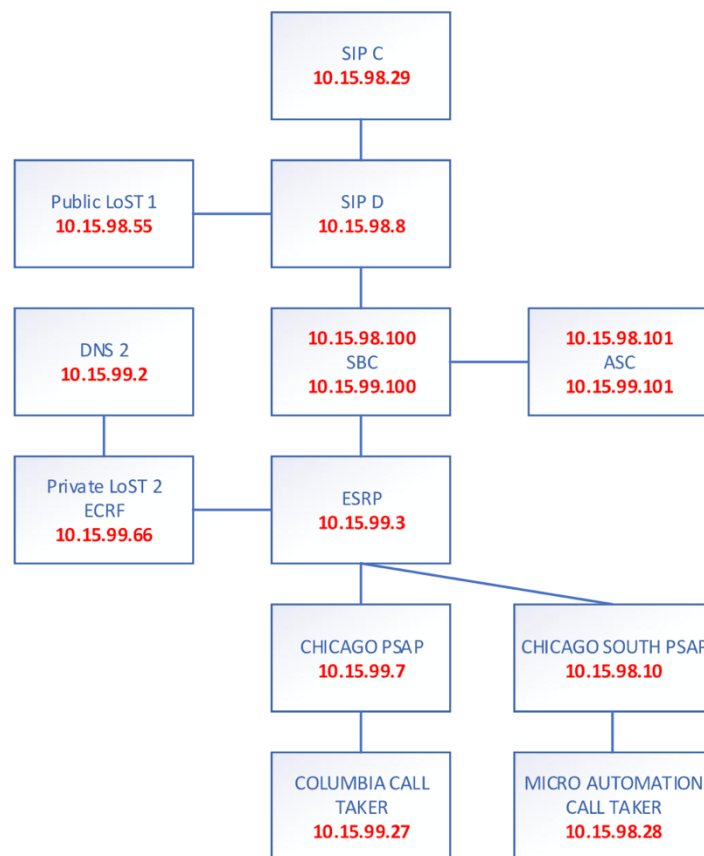 SIP C
10.15.98.29
Public LoST 1
10.15.98.55
SIP D
10.15.98.8
DNS 2
10.15.99.2
10.15.98.100
SBC
10.15.99.100
10.15.98.101
ASC
10.15.99.101
Private LoST 2
ECRF
10.15.99.66
ESRP
10.15.99.3
CHICAGO PSAP
10.15.99.7
CHICAGO SOUTH PSAP
10.15.98.10
COLUMBIA CALL
TAKER
10.15.99.27
MICRO AUTOMATION
CALL TAKER
10.15.98.28